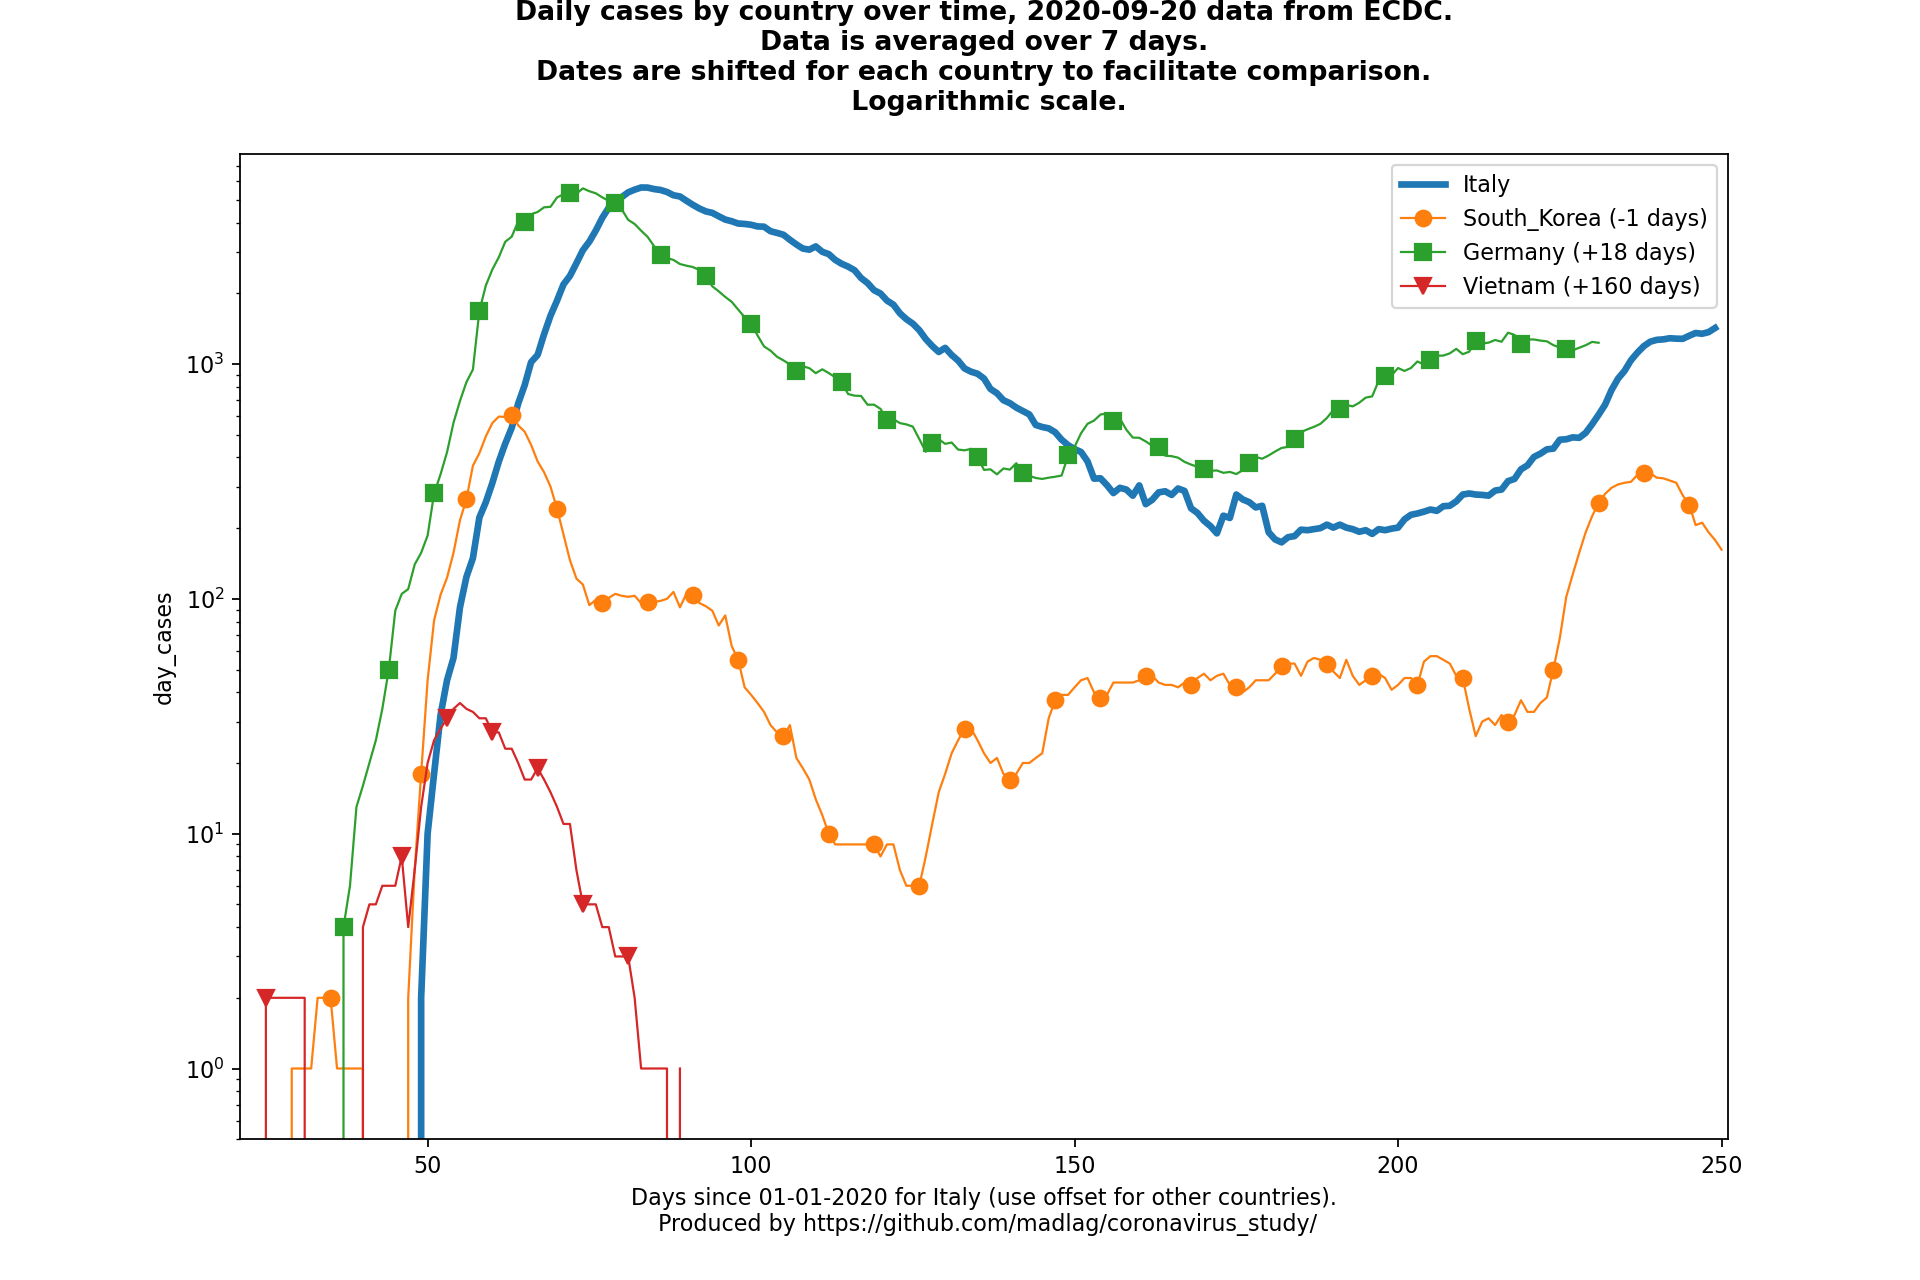 Daily cases by country over time, 2020-09-20 data from ECDC.
Data is averaged over 7 days.
Dates are shifted for each country to facilitate comparison.
Logarithmic scale.
Italy
South_Korea (-1 days)
Germany (+18 days)
Vietnam (+160 days)
day_cases
10³
10²
10¹
10⁰
50 100 150 200 250
Days since 01-01-2020 for Italy (use offset for other countries).
Produced by https://github.com/madlag/coronavirus_study/